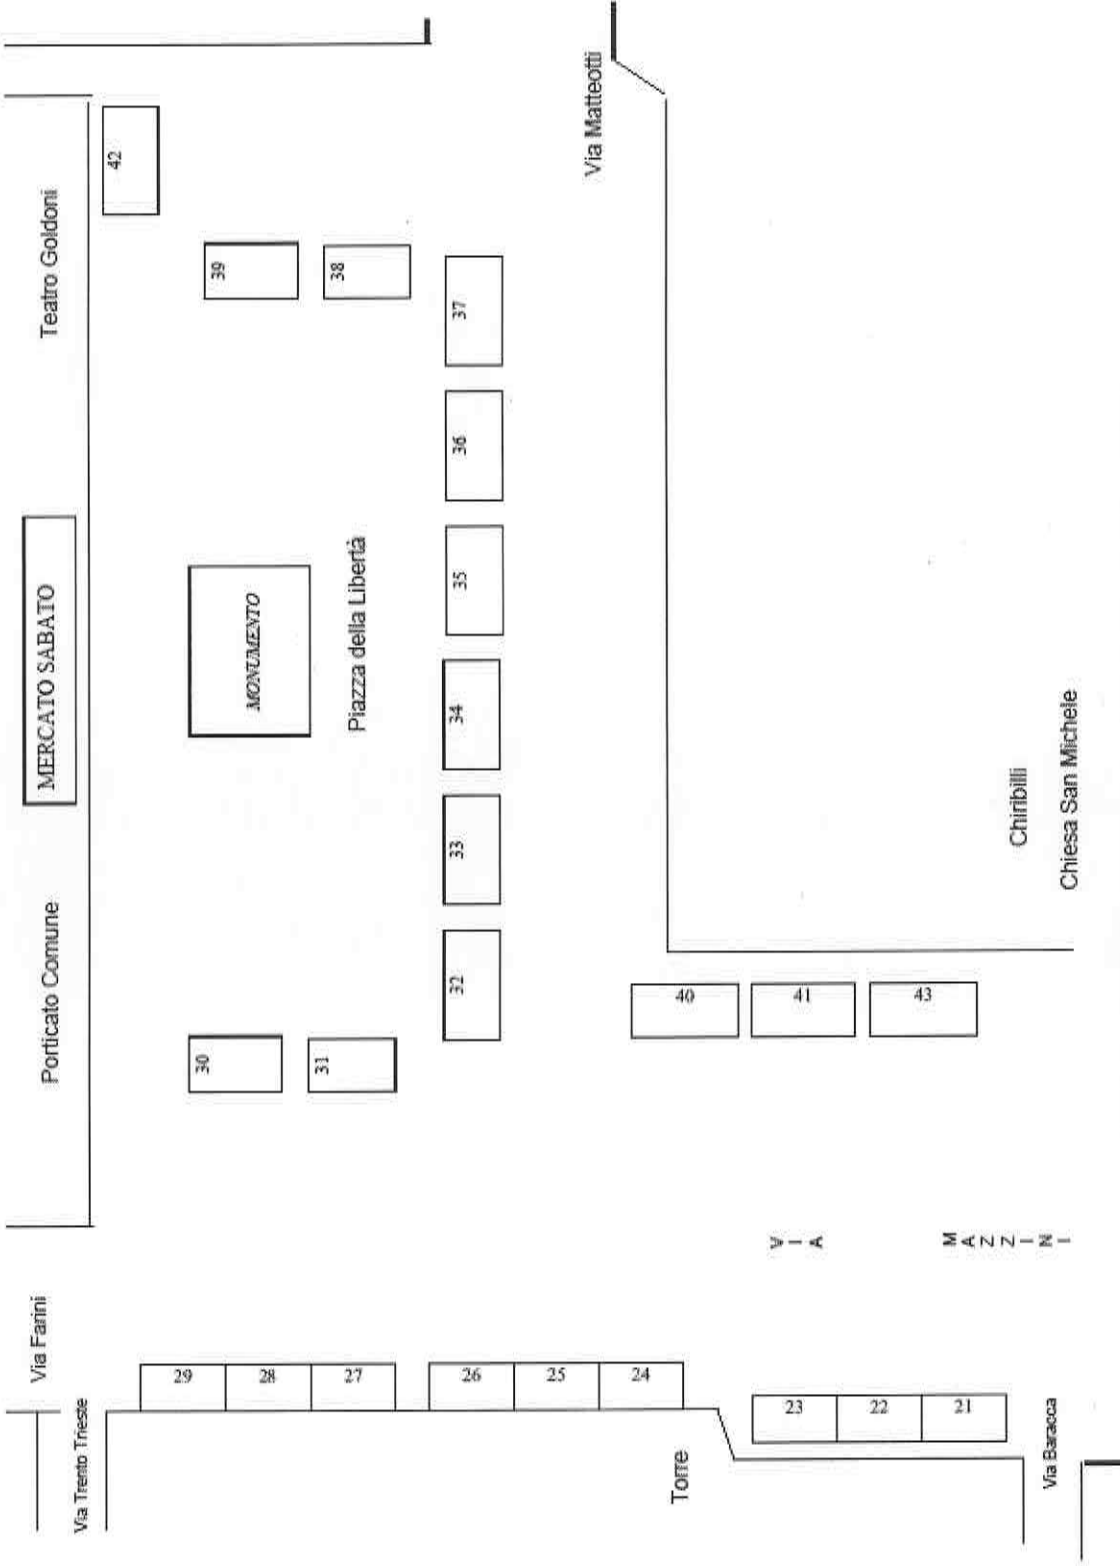 MERCATO SABATO
Via Trento Trieste
Via Farini
Porticato Comune
Teatro Goldoni
42
29
28
27
30
31
MONUMENTO
Piazza della Libertà
39
38
26
25
24
32
33
34
35
36
37
Via Matteotti
Torre
40
41
43
23
22
21
VIA
MAZZINI
Chiribilli
Chiesa San Michele
Via Baracca